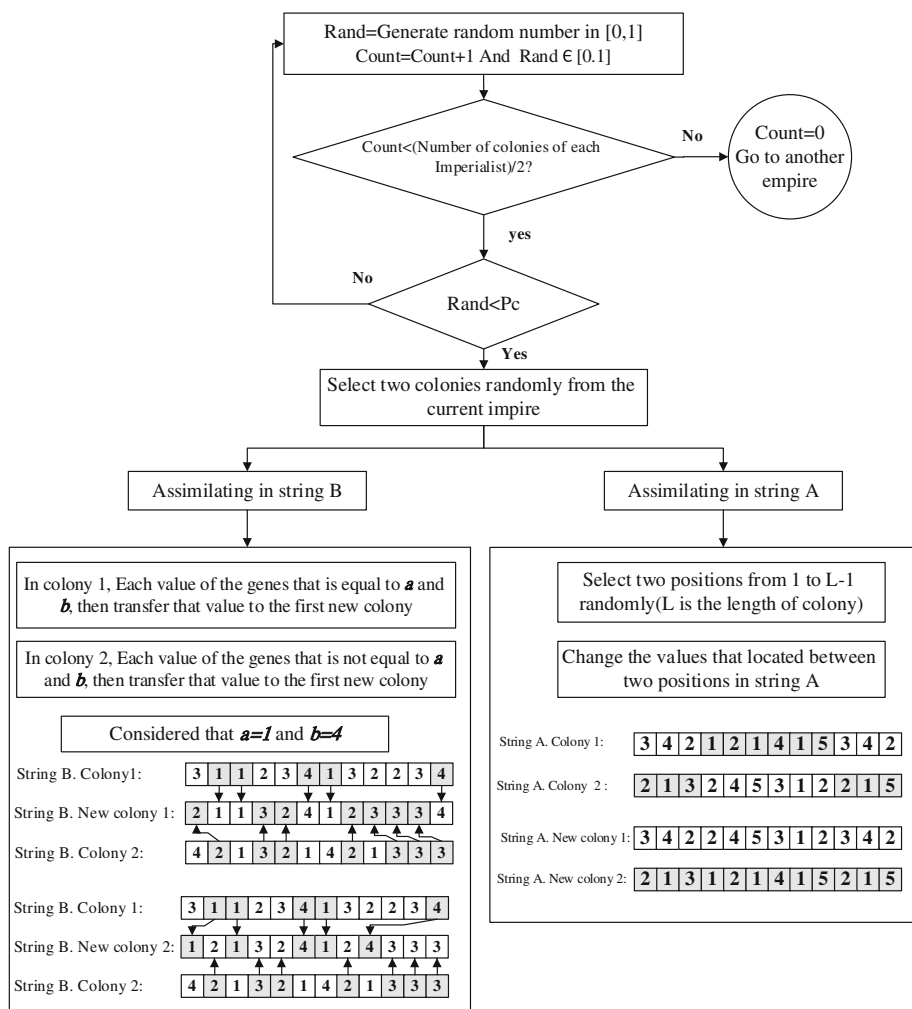 Rand=Generate random number in [0,1]
Count=Count+1 And Rand ∈ [0.1]
Count<(Number of colonies of each
Imperialist)/2?
No
Count=0
Go to another
empire
yes
No
Rand<Pc
Yes
Select two colonies randomly from the
current impire
Assimilating in string B
Assimilating in string A
In colony 1, Each value of the genes that is equal to a and
b, then transfer that value to the first new colony
In colony 2, Each value of the genes that is not equal to a
and b, then transfer that value to the first new colony
Considered that a=1 and b=4
String B. Colony1: 3 1 1 2 3 4 1 3 2 2 3 4
String B. New colony 1: 2 1 1 3 2 4 1 2 3 3 3 4
String B. Colony 2: 4 2 1 3 2 1 4 2 1 3 3 3
String B. Colony 1: 3 1 1 2 3 4 1 3 2 2 3 4
String B. New colony 2: 1 2 1 3 2 4 1 2 4 3 3 3
String B. Colony 2: 4 2 1 3 2 1 4 2 1 3 3 3
Select two positions from 1 to L-1
randomly(L is the length of colony)
Change the values that located between
two positions in string A
String A. Colony 1: 3 4 2 1 2 1 4 1 5 3 4 2
String A. Colony 2: 2 1 3 2 4 5 3 1 2 2 1 5
String A. New colony 1: 3 4 2 2 4 5 3 1 2 3 4 2
String A. New colony 2: 2 1 3 1 2 1 4 1 5 2 1 5